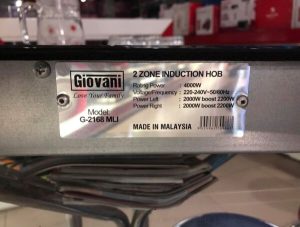 Giovani
Love Your Family
Model:
G-2168 MLI
2 ZONE INDUCTION HOB
Rating Power : 4000W
Voltage/Frequency : 220-240V~50/60Hz
Power Left : 2000W boost 2200W
Power Right : 2000W boost 2200W
MADE IN MALAYSIA